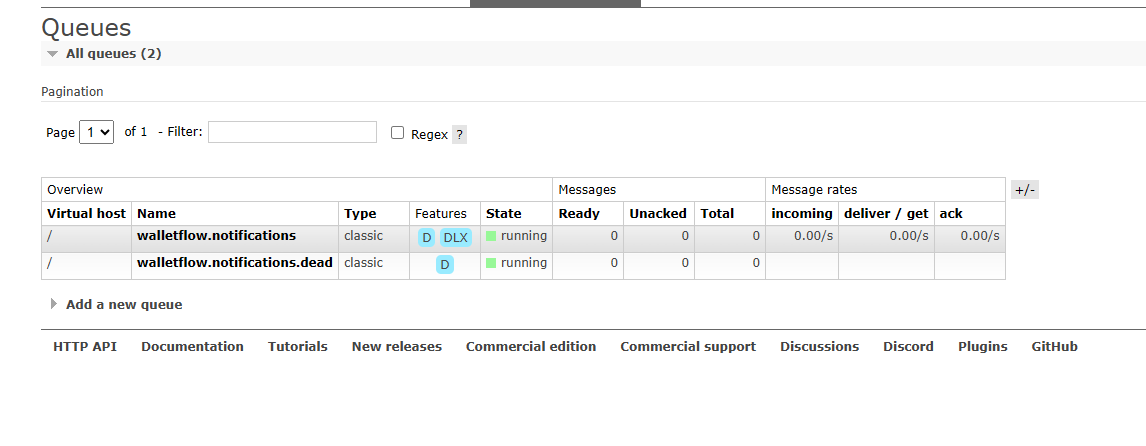 Queues
All queues (2)
Pagination
Page 1 of 1 - Filter: Regex ?
Overview Messages Message rates +/-
Virtual host Name Type Features State Ready Unacked Total incoming deliver / get ack
/ walletflow.notifications classic D DLX running 0 0 0 0.00/s 0.00/s 0.00/s
/ walletflow.notifications.dead classic D running 0 0 0
Add a new queue
HTTP API Documentation Tutorials New releases Commercial edition Commercial support Discussions Discord Plugins GitHub